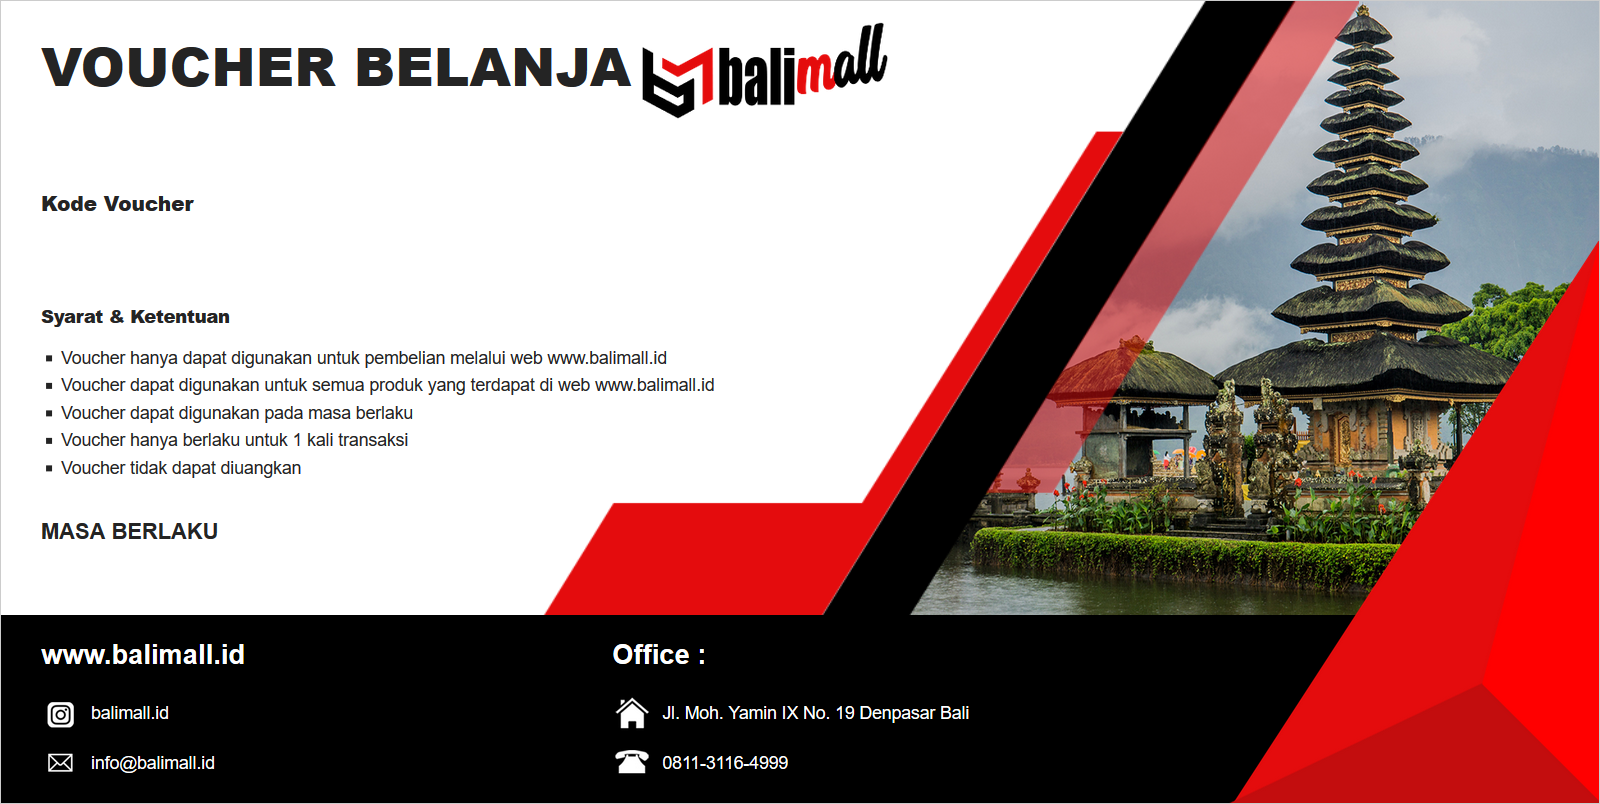 VOUCHER BELANJA balimall
Kode Voucher
Syarat & Ketentuan
Voucher hanya dapat digunakan untuk pembelian melalui web www.balimall.id
Voucher dapat digunakan untuk semua produk yang terdapat di web www.balimall.id
Voucher dapat digunakan pada masa berlaku
Voucher hanya berlaku untuk 1 kali transaksi
Voucher tidak dapat diuangkan
MASA BERLAKU
www.balimall.id
balimall.id
info@balimall.id
Office :
Jl. Moh. Yamin IX No. 19 Denpasar Bali
0811-3116-4999